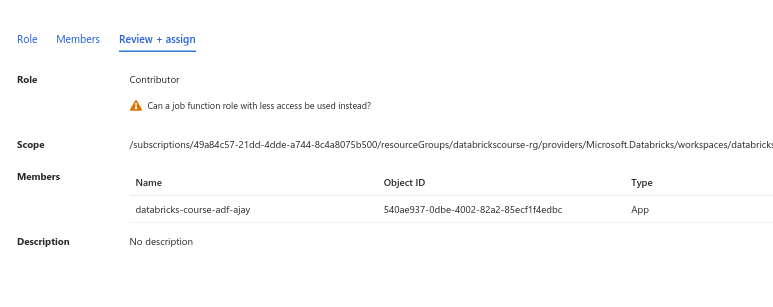 Role Members Review + assign
Role Contributor
Can a job function role with less access be used instead?
Scope /subscriptions/49a84c57-21dd-4dde-a744-8c4a8075b500/resourceGroups/databrickscourse-rg/providers/Microsoft.Databricks/workspaces/databricks
Members
Name Object ID Type
databricks-course-adf-ajay 540ae937-0dbe-4002-82a2-85ecf1f4edbc App
Description No description